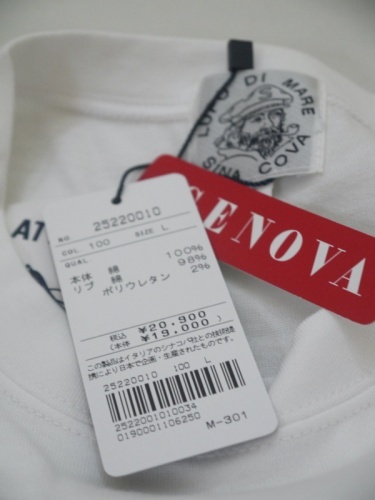 LUPO DI MARE
SINA COVA
GENOVA
AT
NO. 25220010
COL. 100 SIZE L
QUAL
本体 綿 100%
リブ 綿 98%
ポリウレタン 2%
税込 ¥20,900
(本体 ¥19,000)
この製品はイタリアのシナコバ社との技術提
携により日本で企画・生産されたものです。
25220010 100 L
2522001010034
0190001106250
M-301